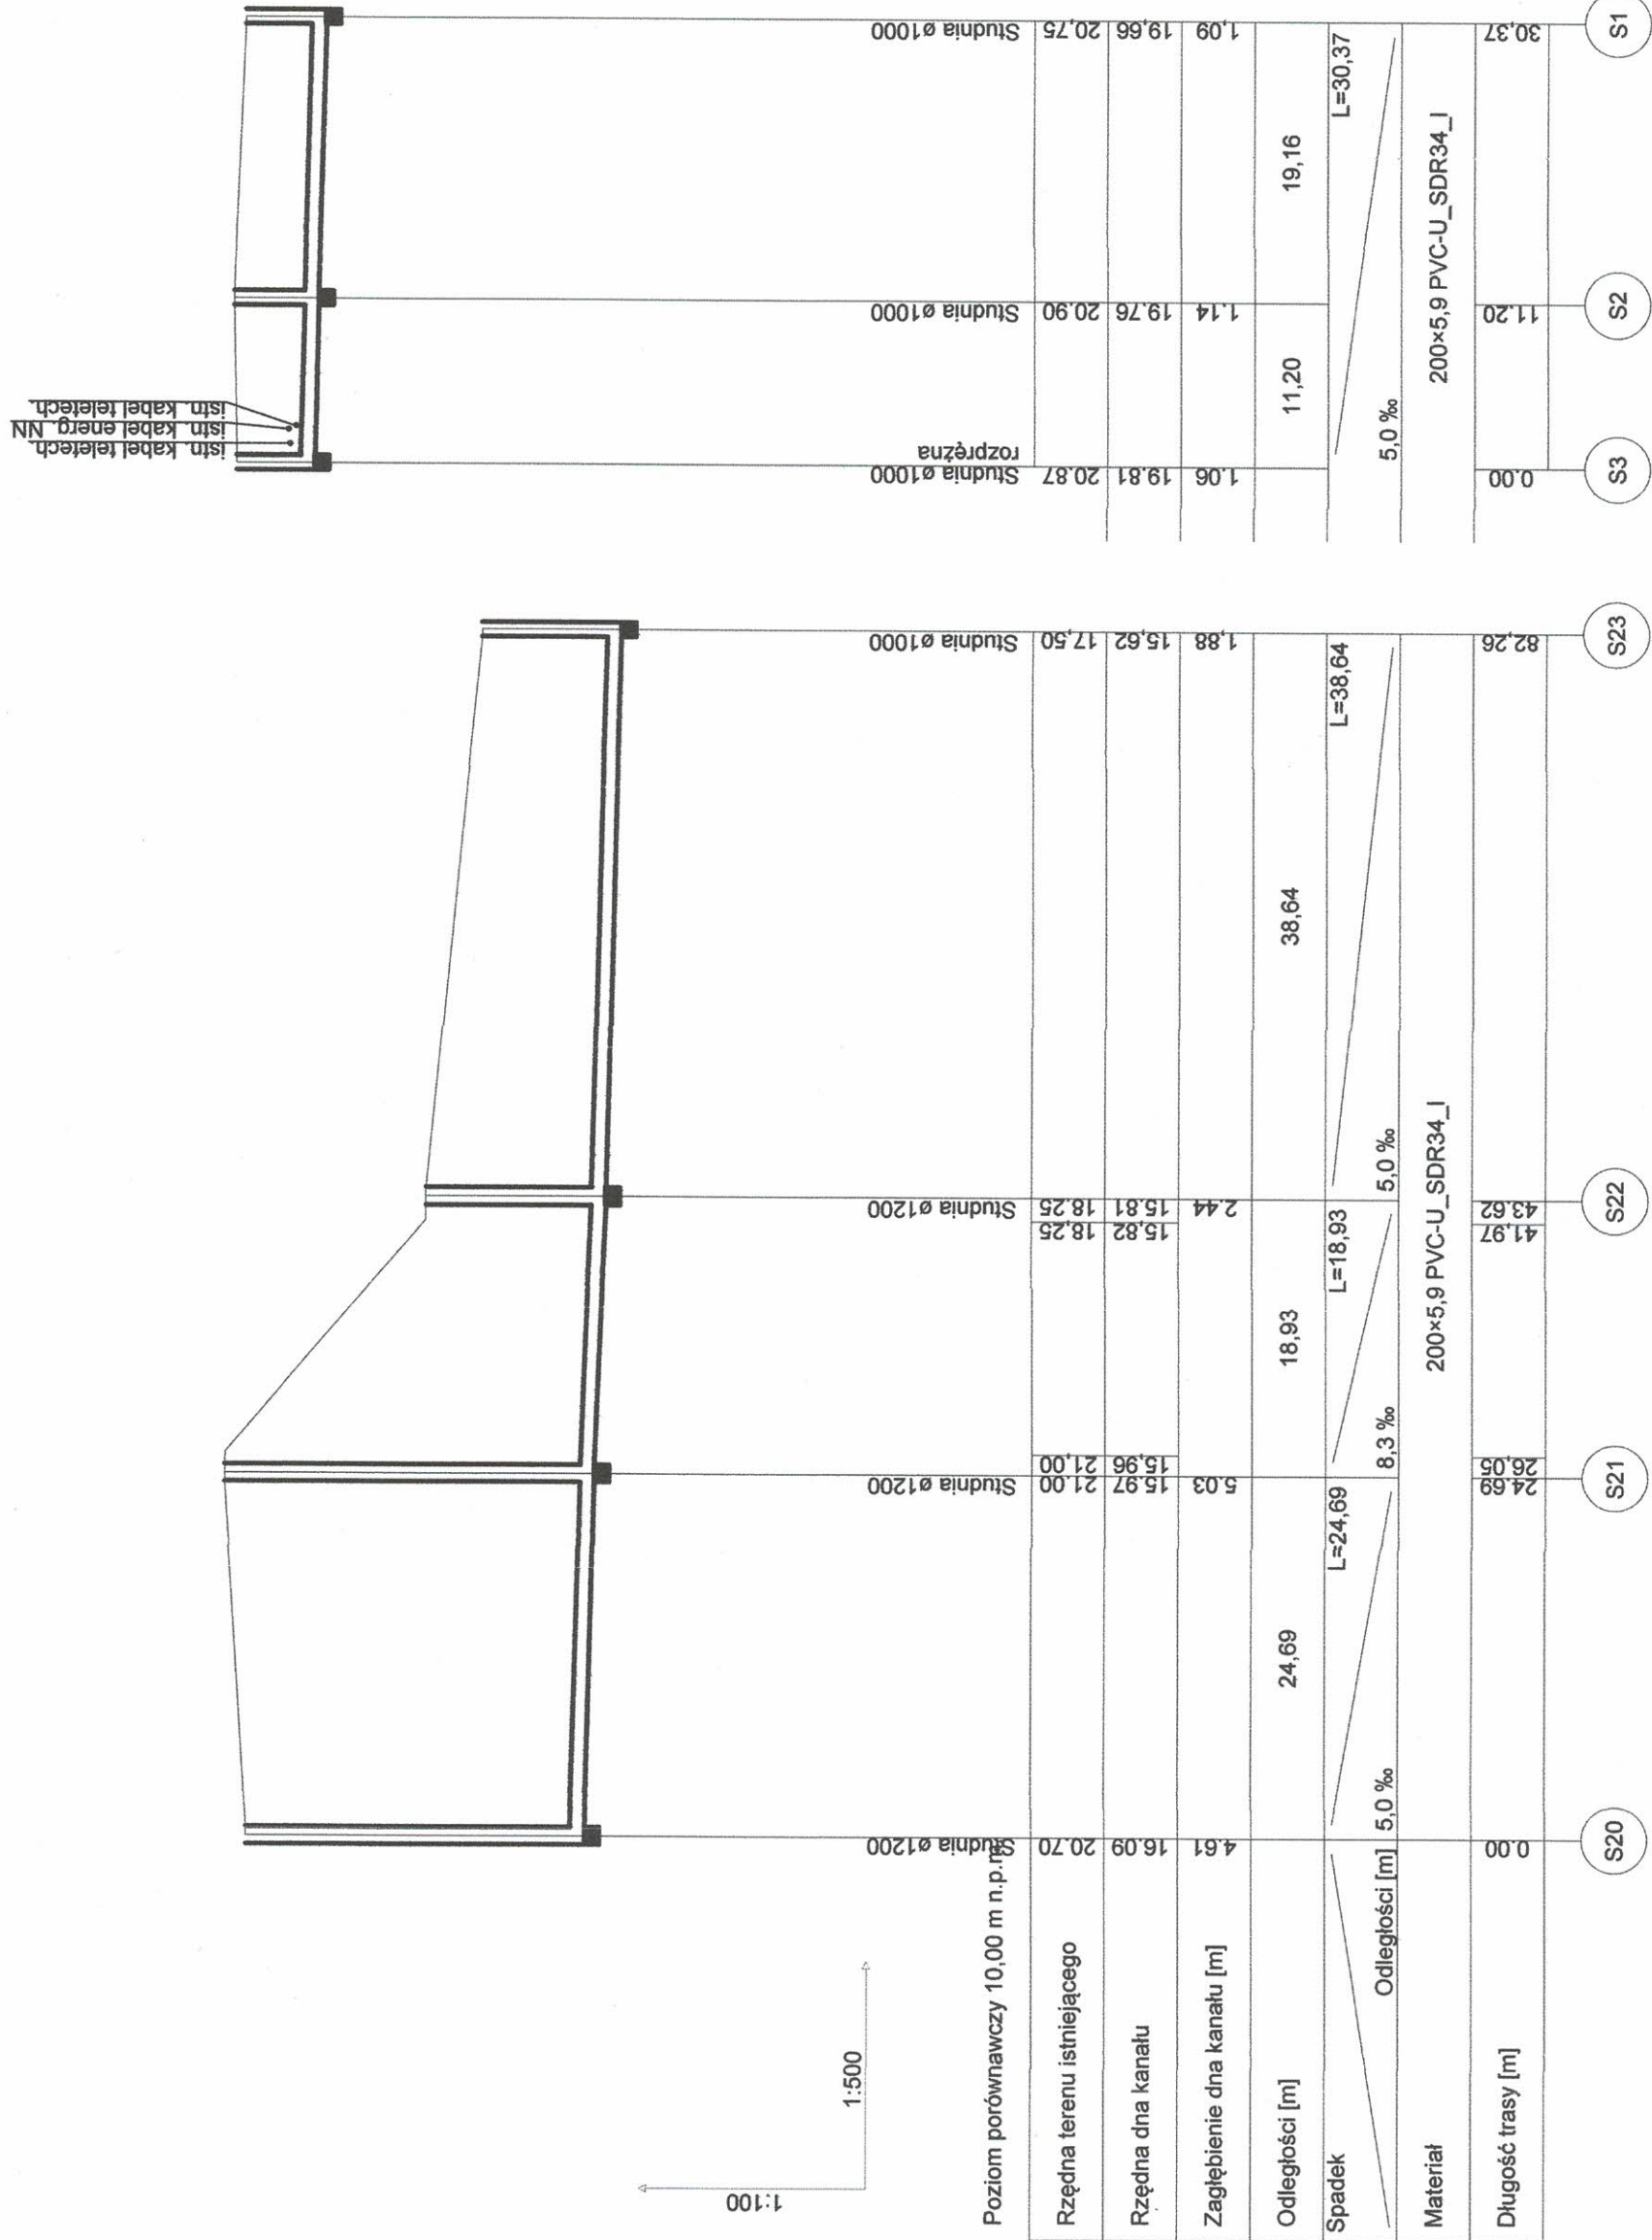 istn. kabel teletech.
istn. kabel energ. NN
istn. kabel teletech.
1:100
1:500
Poziom porównawczy 10,00 m n.p.m.
Studnia ø1200
Studnia ø1200
Studnia ø1200
Studnia ø1000
Studnia ø1000
rozprężna
Studnia ø1000
Studnia ø1000
Rzędna terenu istniejącego
20.70
21.00
21,00
18,25
18.25
17,50
20.87
20.90
20,75
Rzędna dna kanału
16.09
15.97
15,96
15,82
15.81
15,62
19.81
19.76
19,66
Zagłębienie dna kanału [m]
4.61
5.03
2.44
1,88
1.06
1.14
1,09
Odległości [m]
24,69
18,93
38,64
11,20
19,16
Spadek
Odległości [m]
5,0 ‰
L=24,69
8,3 ‰
L=18,93
5,0 ‰
L=38,64
5,0 ‰
L=30,37
Materiał
200×5,9 PVC-U_SDR34_I
200×5,9 PVC-U_SDR34_I
Długość trasy [m]
0.00
24.69
26,05
41,97
43.62
82,26
0.00
11.20
30,37
S20
S21
S22
S23
S3
S2
S1